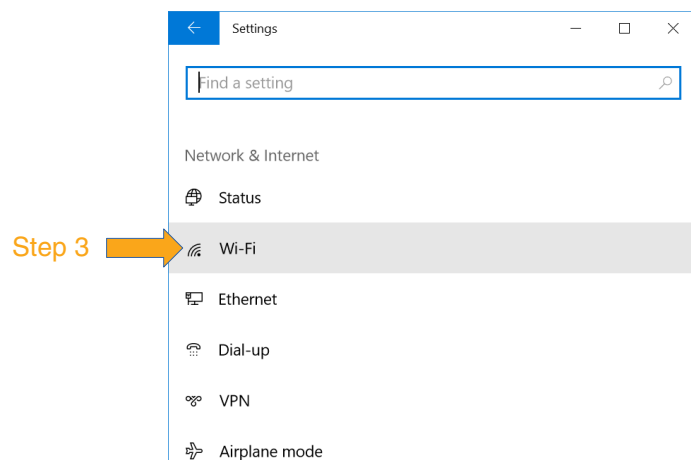 Settings
Find a setting
Network & Internet
Status
Step 3
Wi-Fi
Ethernet
Dial-up
VPN
Airplane mode